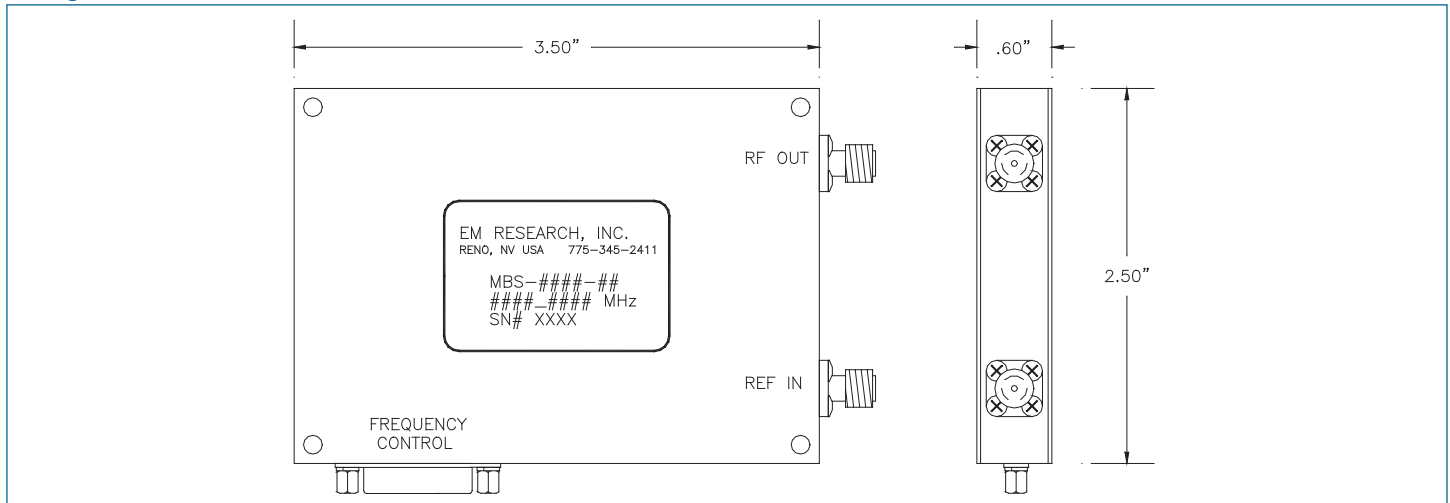 3.50”
.60”
RF OUT
EM RESEARCH, INC.
RENO, NV USA 775-345-2411
MBS-####-##
####_#### MHz
SN# XXXX
2.50”
REF IN
FREQUENCY
CONTROL